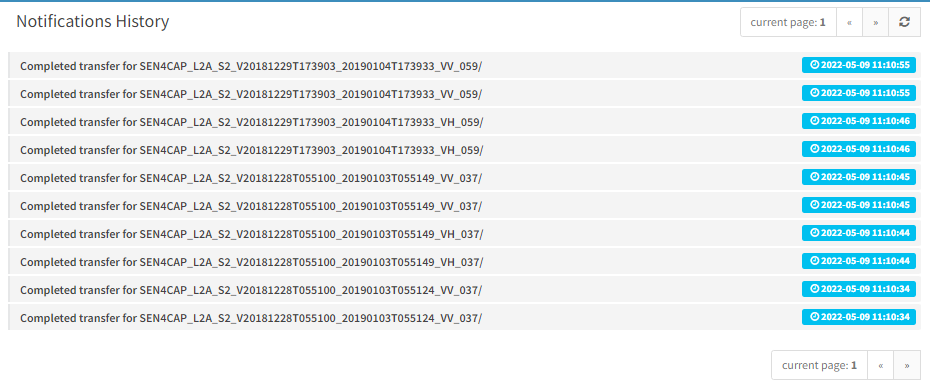 Notifications History
current page: 1 « »
Completed transfer for SEN4CAP_L2A_S2_V20181229T173903_20190104T173933_VV_059/ 2022-05-09 11:10:55
Completed transfer for SEN4CAP_L2A_S2_V20181229T173903_20190104T173933_VV_059/ 2022-05-09 11:10:55
Completed transfer for SEN4CAP_L2A_S2_V20181229T173903_20190104T173933_VH_059/ 2022-05-09 11:10:46
Completed transfer for SEN4CAP_L2A_S2_V20181229T173903_20190104T173933_VH_059/ 2022-05-09 11:10:46
Completed transfer for SEN4CAP_L2A_S2_V20181228T055100_20190103T055149_VV_037/ 2022-05-09 11:10:45
Completed transfer for SEN4CAP_L2A_S2_V20181228T055100_20190103T055149_VV_037/ 2022-05-09 11:10:45
Completed transfer for SEN4CAP_L2A_S2_V20181228T055100_20190103T055149_VH_037/ 2022-05-09 11:10:44
Completed transfer for SEN4CAP_L2A_S2_V20181228T055100_20190103T055149_VH_037/ 2022-05-09 11:10:44
Completed transfer for SEN4CAP_L2A_S2_V20181228T055100_20190103T055124_VV_037/ 2022-05-09 11:10:34
Completed transfer for SEN4CAP_L2A_S2_V20181228T055100_20190103T055124_VV_037/ 2022-05-09 11:10:34
current page: 1 « »